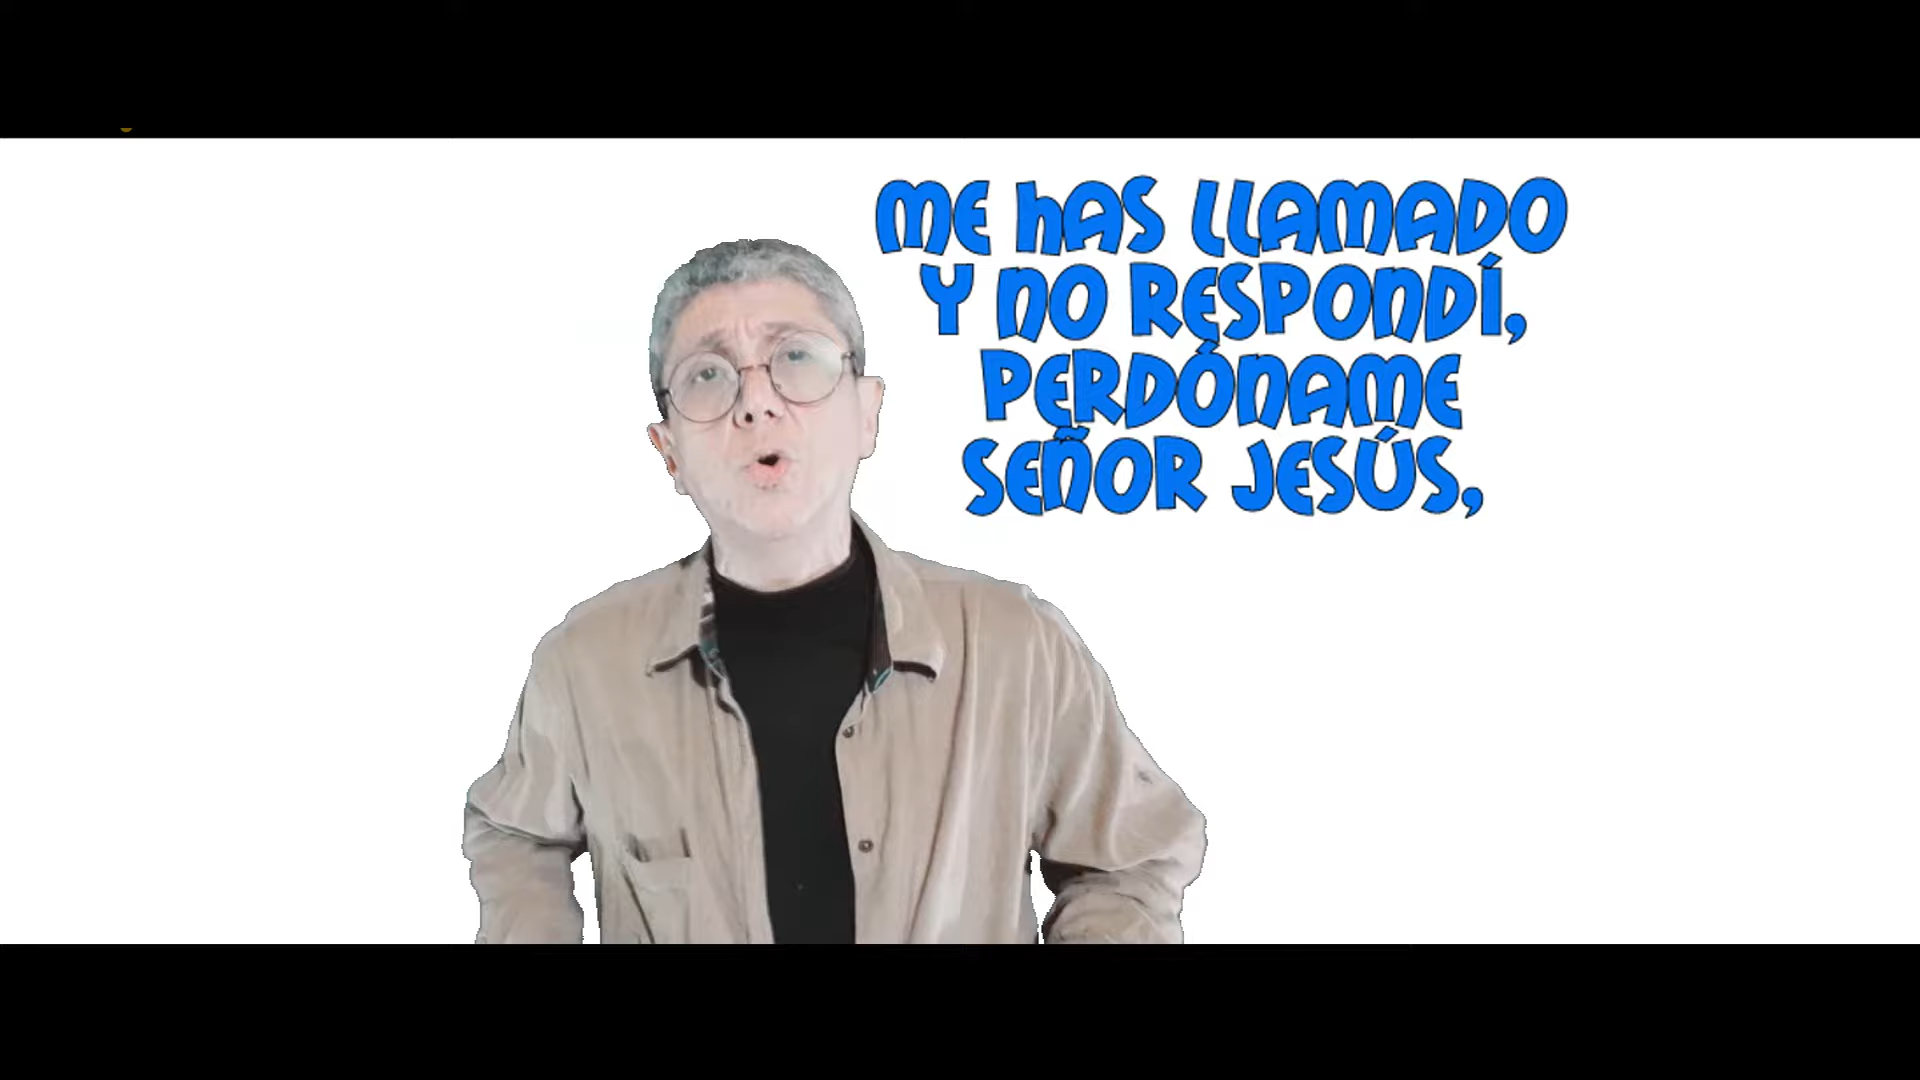 ME HAS LLAMADO
Y NO RESPONDÍ,
PERDÓNAME
SEÑOR JESÚS,